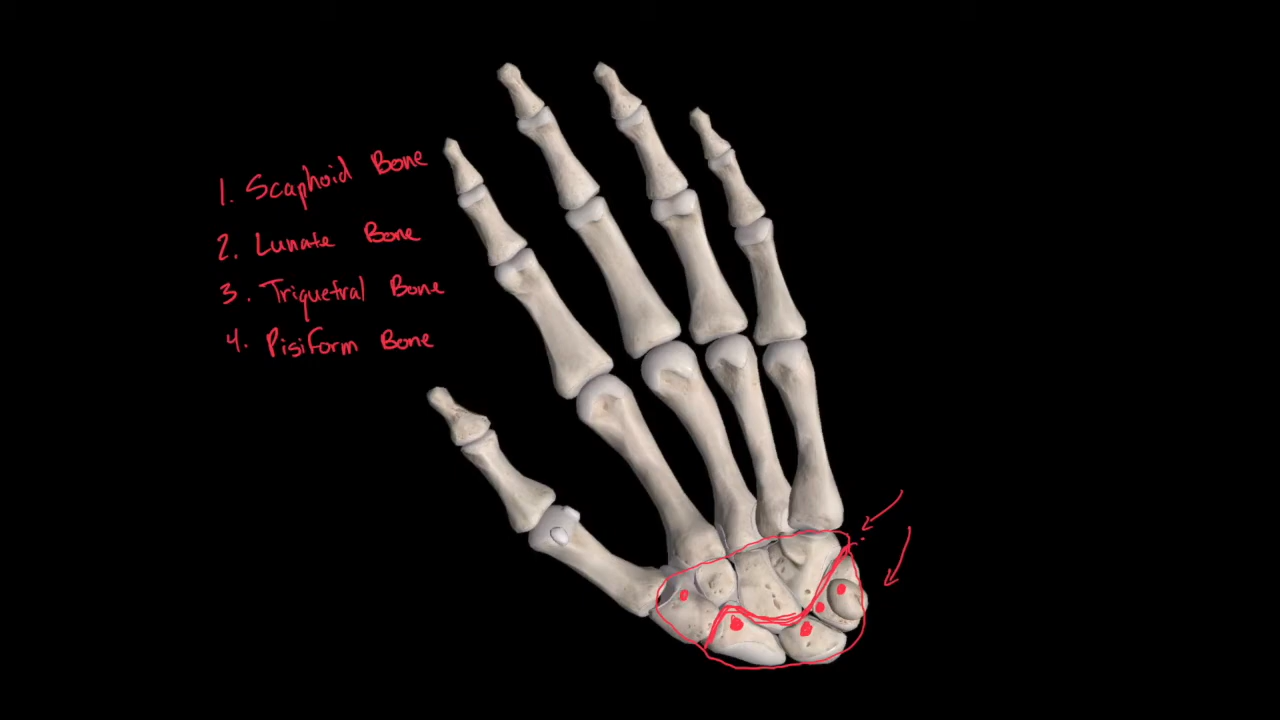 1. Scaphoid Bone
2. Lunate Bone
3. Triquetral Bone
4. Pisiform Bone